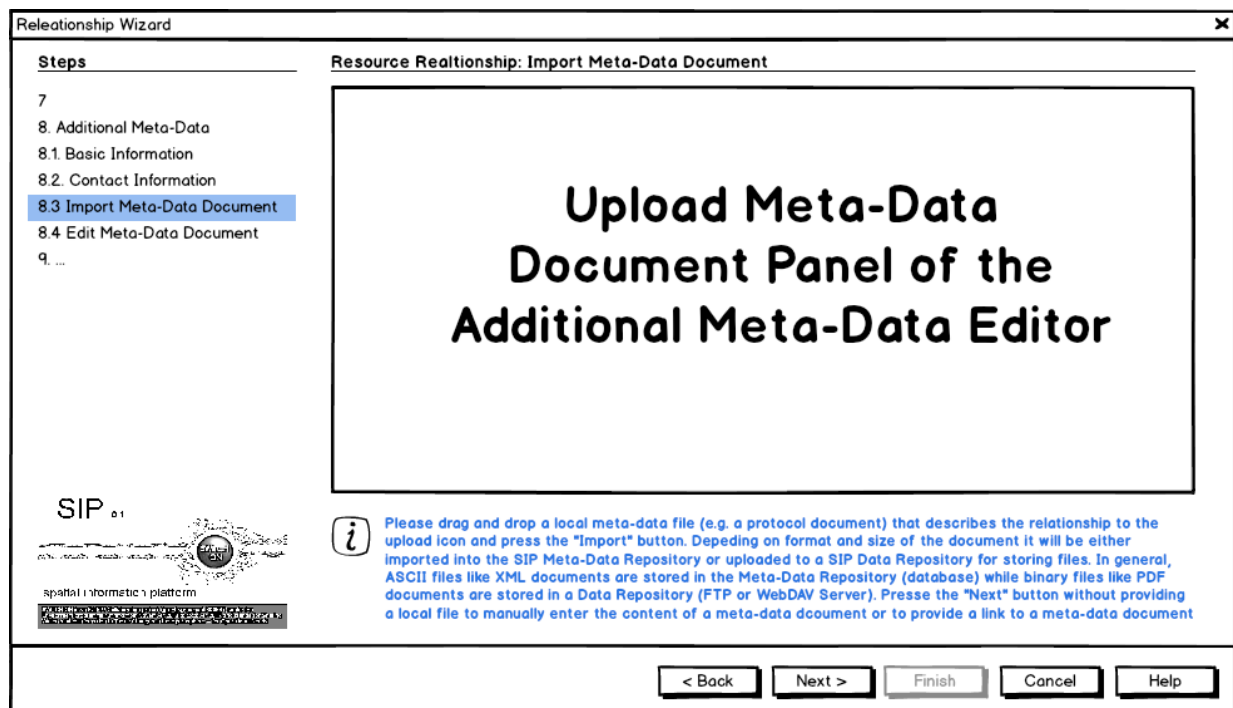 Releationship Wizard
Steps
7
8. Additional Meta-Data
8.1. Basic Information
8.2. Contact Information
8.3 Import Meta-Data Document
8.4 Edit Meta-Data Document
9. ...
SIP 0.1
spatial information platform
Resource Realtionship: Import Meta-Data Document
Upload Meta-Data
Document Panel of the
Additional Meta-Data Editor
i
Please drag and drop a local meta-data file (e.g. a protocol document) that describes the relationship to the
upload icon and press the "Import" button. Depeding on format and size of the document it will be either
imported into the SIP Meta-Data Repository or uploaded to a SIP Data Repository for storing files. In general,
ASCII files like XML documents are stored in the Meta-Data Repository (database) while binary files like PDF
documents are stored in a Data Repository (FTP or WebDAV Server). Presse the "Next" button without providing
a local file to manually enter the content of a meta-data dcoument or to provide a link to a meta-data document
< Back
Next >
Finish
Cancel
Help